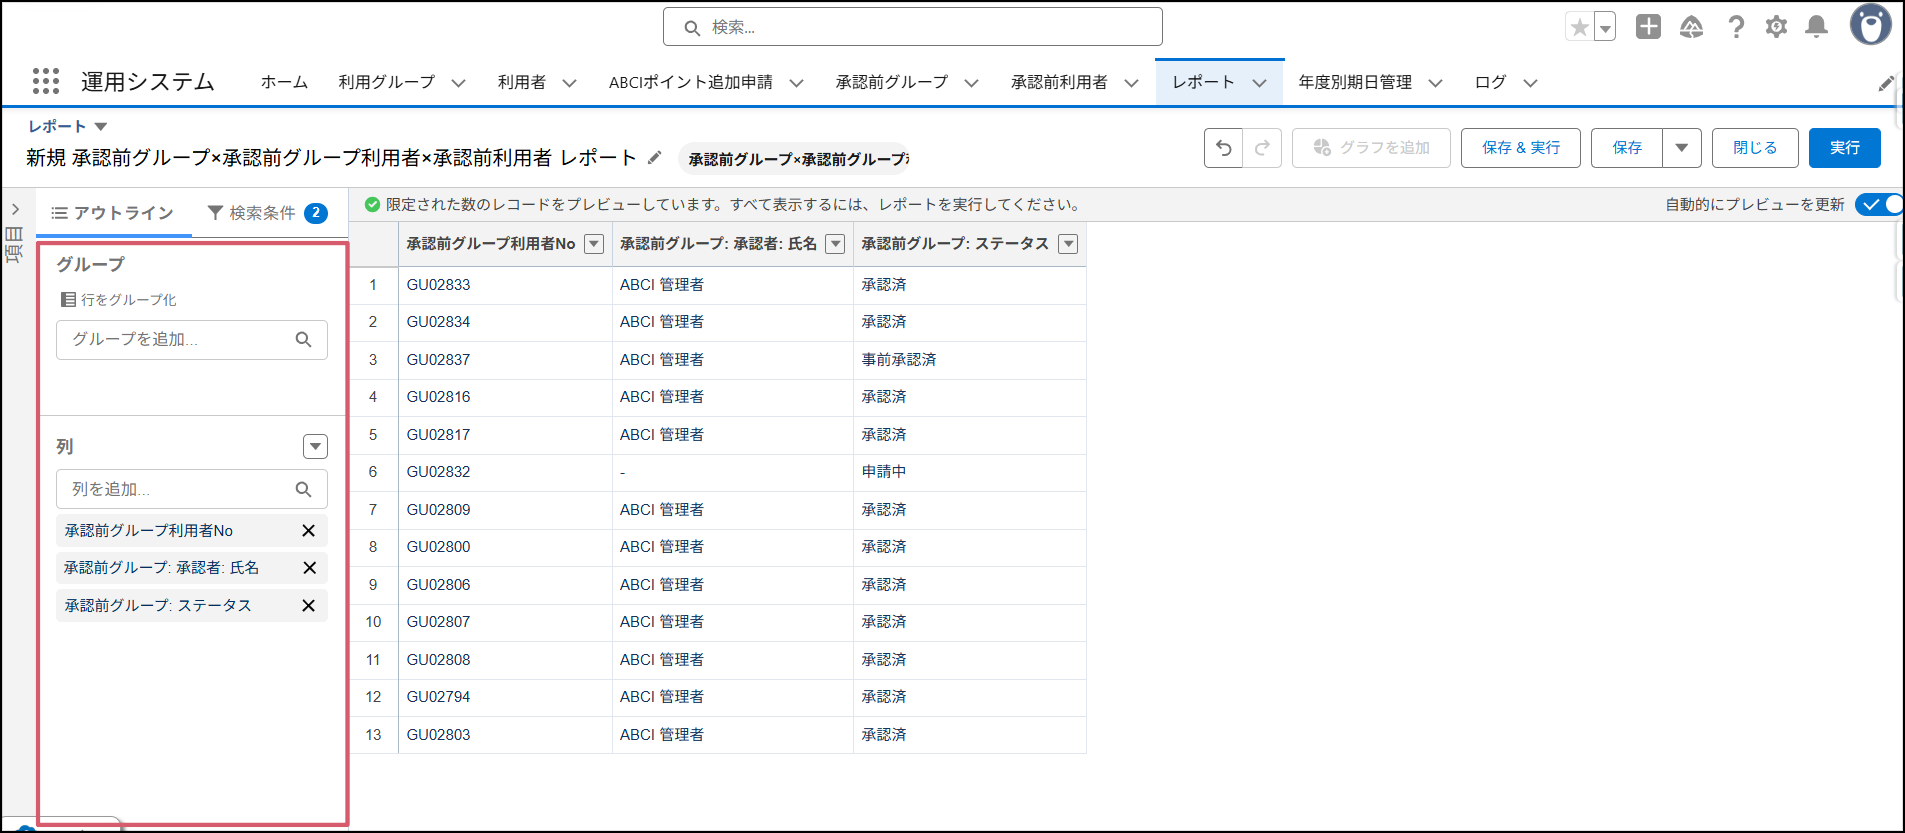 検索...
運用システム
ホーム
利用グループ
利用者
ABCIポイント追加申請
承認前グループ
承認前利用者
レポート
年度別期日管理
ログ
レポート
新規 承認前グループ×承認前グループ利用者×承認前利用者 レポート
承認前グループ×承認前グループ
グラフを追加
保存 & 実行
保存
閉じる
実行
項目
アウトライン
検索条件 2
限定された数のレコードをプレビューしています。すべて表示するには、レポートを実行してください。
自動的にプレビューを更新
グループ
行をグループ化
グループを追加...
列
列を追加...
承認前グループ利用者No
承認前グループ: 承認者: 氏名
承認前グループ: ステータス
承認前グループ利用者No 承認前グループ: 承認者: 氏名 承認前グループ: ステータス
1 GU02833 ABCI 管理者 承認済
2 GU02834 ABCI 管理者 承認済
3 GU02837 ABCI 管理者 事前承認済
4 GU02816 ABCI 管理者 承認済
5 GU02817 ABCI 管理者 承認済
6 GU02832 - 申請中
7 GU02809 ABCI 管理者 承認済
8 GU02800 ABCI 管理者 承認済
9 GU02806 ABCI 管理者 承認済
10 GU02807 ABCI 管理者 承認済
11 GU02808 ABCI 管理者 承認済
12 GU02794 ABCI 管理者 承認済
13 GU02803 ABCI 管理者 承認済